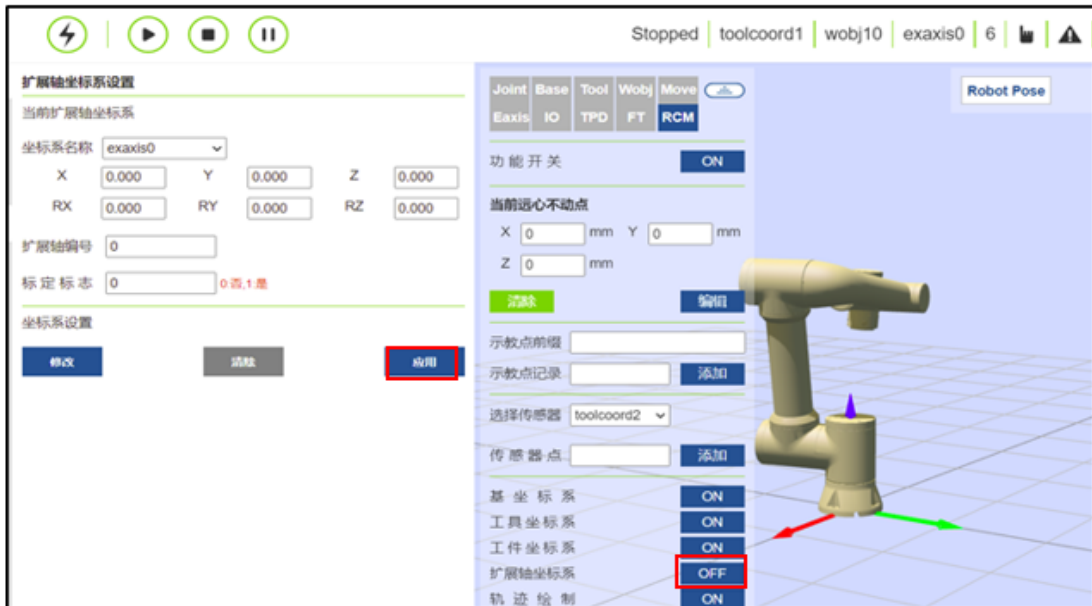 Stopped toolcoord1 wobj10 exaxis0 6
扩展轴坐标系设置
当前扩展轴坐标系
坐标系名称 exaxis0
X 0.000 Y 0.000 Z 0.000
RX 0.000 RY 0.000 RZ 0.000
扩展轴编号 0
标定标志 0 0:否,1:是
坐标系设置
修改 清除 应用
Joint Base Tool Wobj Move
Eaxis IO TPD FT RCM
功能开关 ON
当前远心不动点
X 0 mm Y 0 mm
Z 0 mm
清除 编辑
示教点前缀
示教点记录 添加
选择传感器 toolcoord2
传感器点 添加
基坐标系 ON
工具坐标系 ON
工件坐标系 ON
扩展轴坐标系 OFF
轨迹绘制 ON
Robot Pose